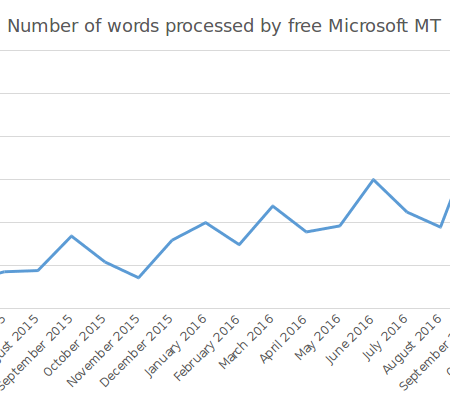 Number of words processed by free Microsoft MT
September 2015
October 2015
November 2015
December 2015
January 2016
February 2016
March 2016
April 2016
May 2016
June 2016
July 2016
August 2016